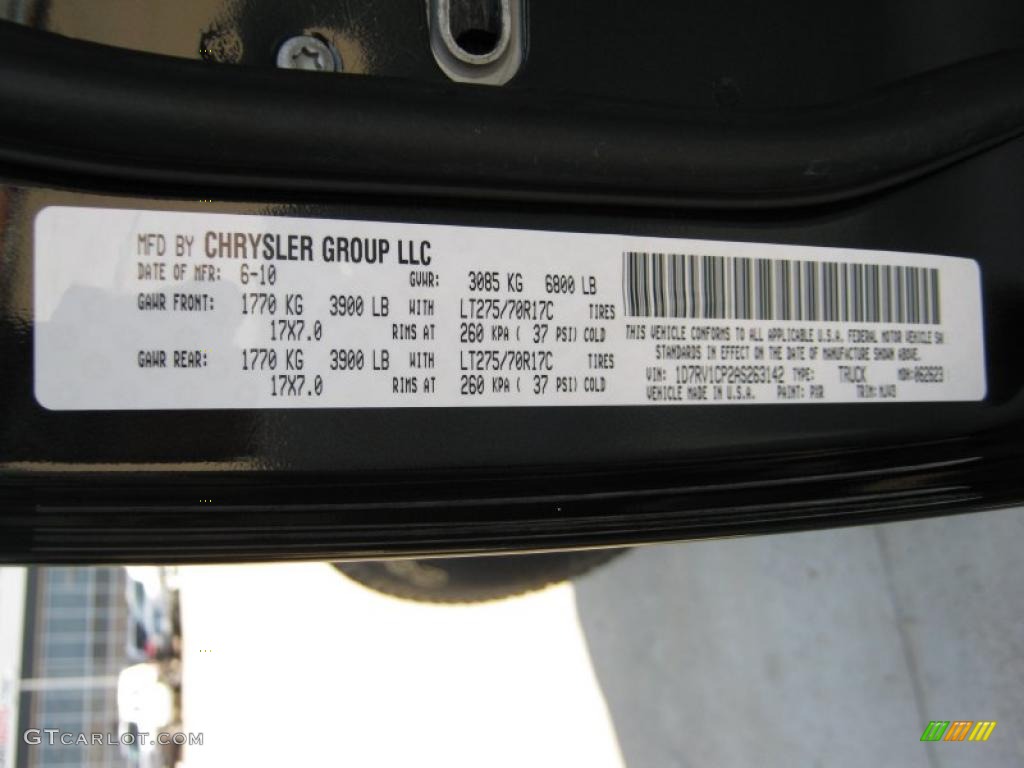 MFD BY CHRYSLER GROUP LLC
DATE OF MFR: 6-10 GVWR: 3085 KG 6800 LB
GAWR FRONT: 1770 KG 3900 LB WITH LT275/70R17C TIRES
17X7.0 RIMS AT 260 KPA ( 37 PSI) COLD
GAWR REAR: 1770 KG 3900 LB WITH LT275/70R17C TIRES
17X7.0 RIMS AT 260 KPA ( 37 PSI) COLD
THIS VEHICLE CONFORMS TO ALL APPLICABLE U.S.A. FEDERAL MOTOR VEHICLE
STANDARDS IN EFFECT ON THE DATE OF MANUFACTURE SHOWN ABOVE.
VIN: 1D7RV1CP2AS263142 TYPE: TRUCK MDH: 062623
VEHICLE MADE IN U.S.A. PAINT: PXR TRIM:
GTCARLOT.COM